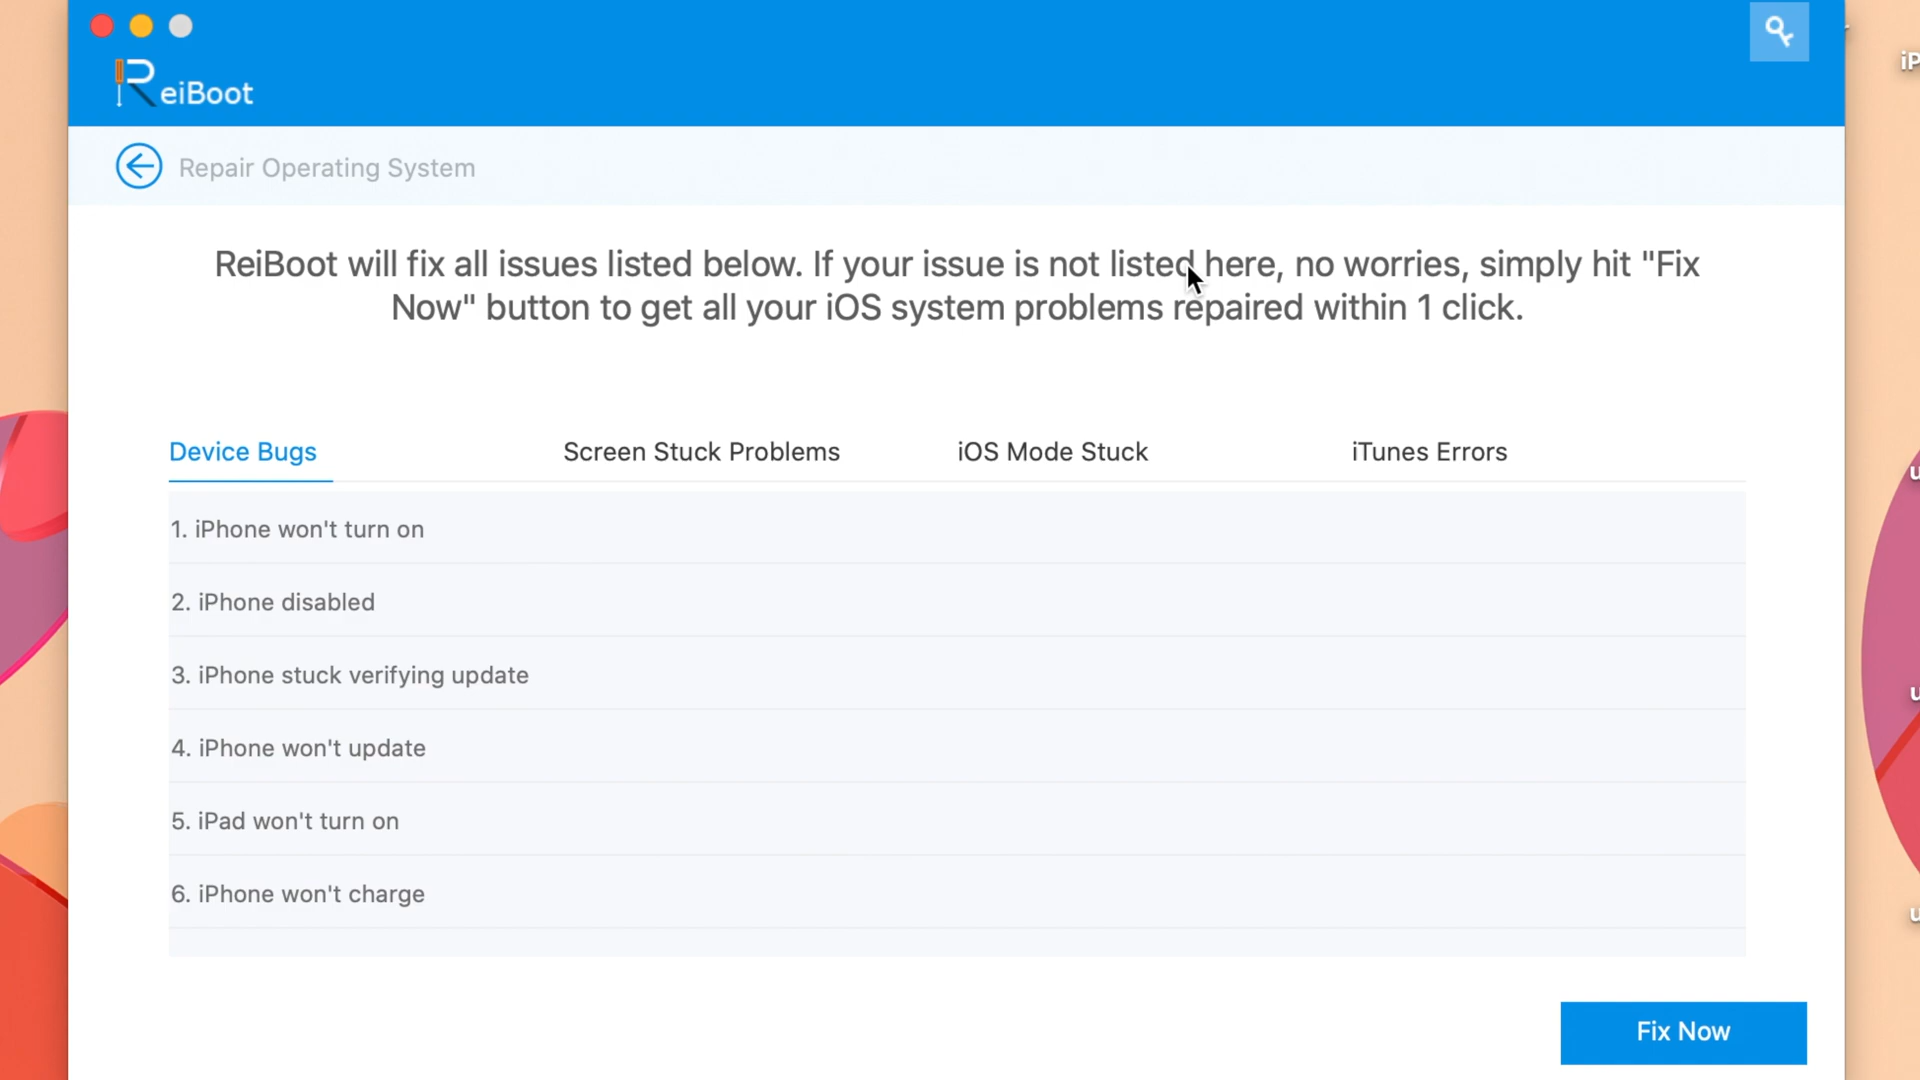 iP
ReiBoot
Repair Operating System
ReiBoot will fix all issues listed below. If your issue is not listed here, no worries, simply hit "Fix
Now" button to get all your iOS system problems repaired within 1 click.
Device Bugs
Screen Stuck Problems
iOS Mode Stuck
iTunes Errors
1. iPhone won't turn on
2. iPhone disabled
3. iPhone stuck verifying update
4. iPhone won't update
5. iPad won't turn on
6. iPhone won't charge
Fix Now